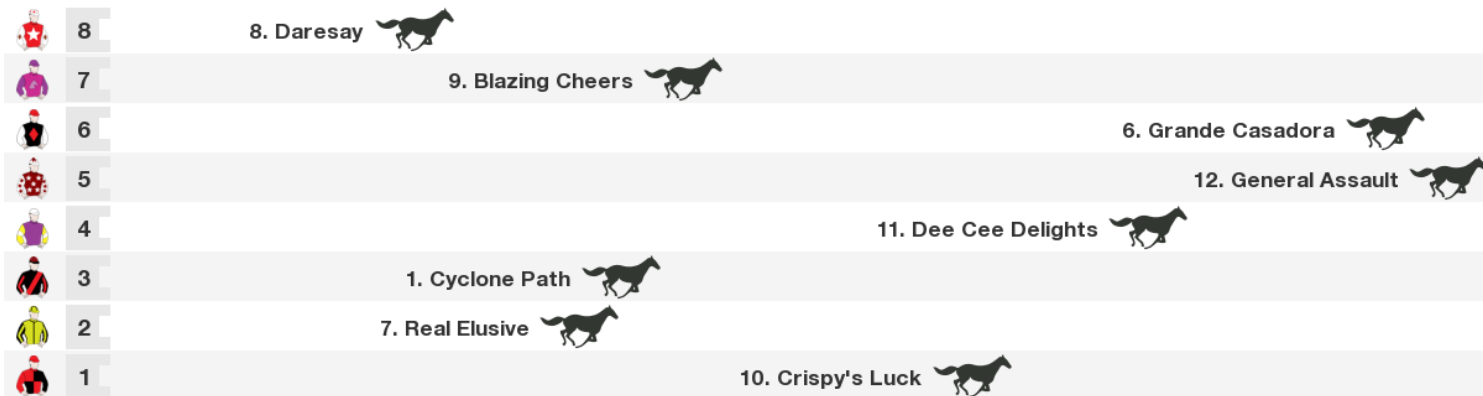 8 8. Daresay
7 9. Blazing Cheers
6 6. Grande Casadora
5 12. General Assault
4 11. Dee Cee Delights
3 1. Cyclone Path
2 7. Real Elusive
1 10. Crispy's Luck